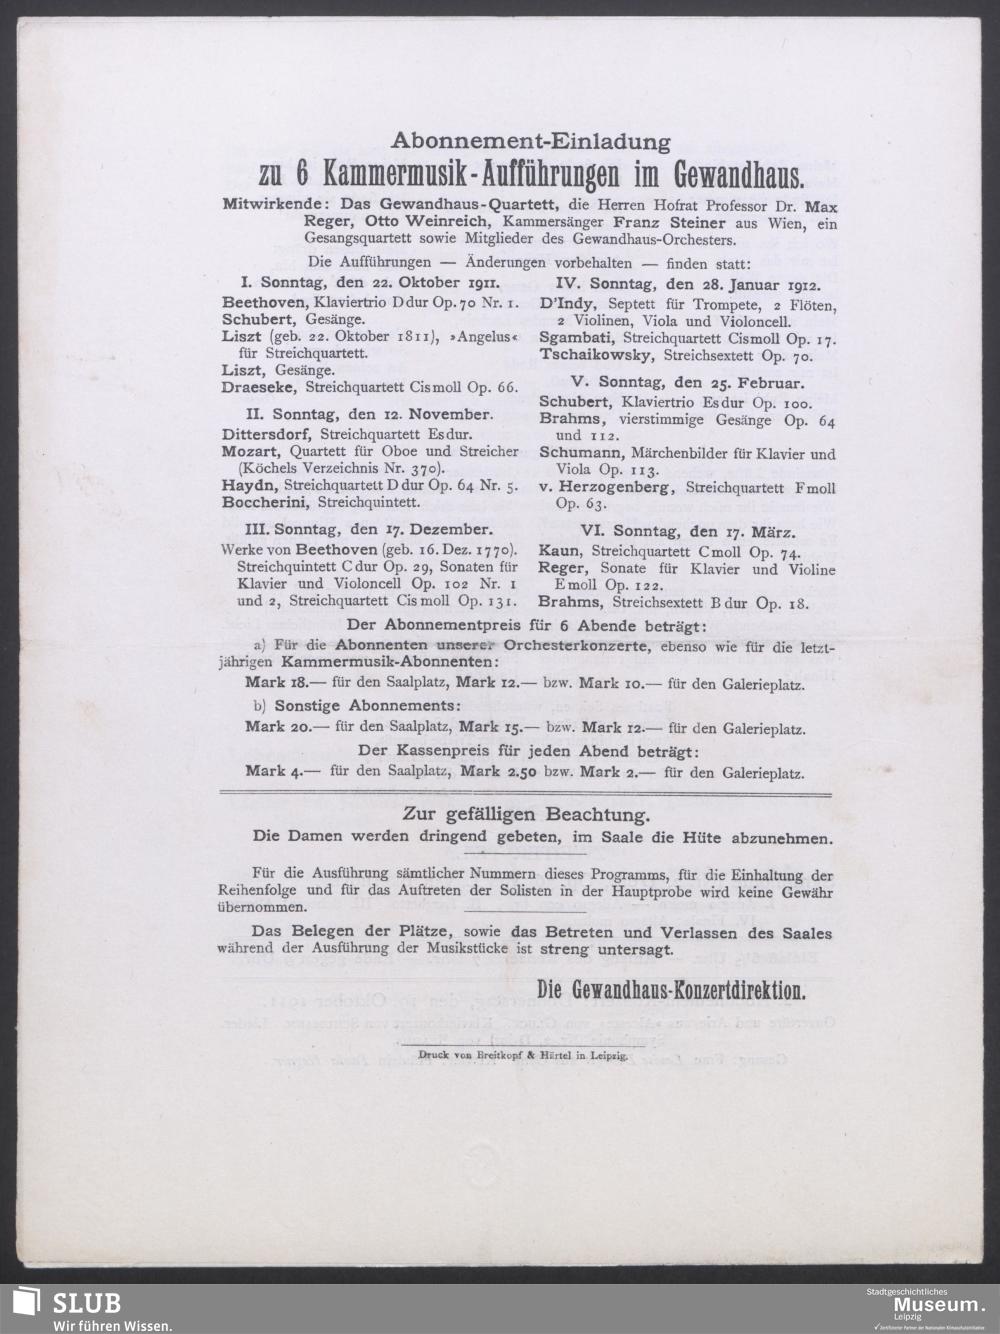 Abonnement-Einladung
zu 6 Kammermusik-Aufführungen im Gewandhaus.
Mitwirkende: Das Gewandhaus-Quartett, die Herren Hofrat Professor Dr. Max
Reger, Otto Weinreich, Kammersänger Franz Steiner aus Wien, ein
Gesangsquartett sowie Mitglieder des Gewandhaus-Orchesters.
Die Aufführungen — Änderungen vorbehalten — finden statt:
I. Sonntag, den 22. Oktober 1911.
Beethoven, Klaviertrio D dur Op. 70 Nr. 1.
Schubert, Gesänge.
Liszt (geb. 22. Oktober 1811), »Angelus«
für Streichquartett.
Liszt, Gesänge.
Draeseke, Streichquartett Cis moll Op. 66.
II. Sonntag, den 12. November.
Dittersdorf, Streichquartett Es dur.
Mozart, Quartett für Oboe und Streicher
(Köchels Verzeichnis Nr. 370).
Haydn, Streichquartett D dur Op. 64 Nr. 5.
Boccherini, Streichquintett.
III. Sonntag, den 17. Dezember.
Werke von Beethoven (geb. 16. Dez. 1770).
Streichquintett C dur Op. 29, Sonaten für
Klavier und Violoncell Op. 102 Nr. 1
und 2, Streichquartett Cis moll Op. 131.
IV. Sonntag, den 28. Januar 1912.
D'Indy, Septett für Trompete, 2 Flöten,
2 Violinen, Viola und Violoncell.
Sgambati, Streichquartett Cis moll Op. 17.
Tschaikowsky, Streichsextett Op. 70.
V. Sonntag, den 25. Februar.
Schubert, Klaviertrio Es dur Op. 100.
Brahms, vierstimmige Gesänge Op. 64
und 112.
Schumann, Märchenbilder für Klavier und
Viola Op. 113.
v. Herzogenberg, Streichquartett F moll
Op. 63.
VI. Sonntag, den 17. März.
Kaun, Streichquartett C moll Op. 74.
Reger, Sonate für Klavier und Violine
E moll Op. 122.
Brahms, Streichsextett B dur Op. 18.
Der Abonnementpreis für 6 Abende beträgt:
a) Für die Abonnenten unserer Orchesterkonzerte, ebenso wie für die letzt-
jährigen Kammermusik-Abonnenten:
Mark 18.— für den Saalplatz, Mark 12.— bzw. Mark 10.— für den Galerieplatz.
b) Sonstige Abonnements:
Mark 20.— für den Saalplatz, Mark 15.— bzw. Mark 12.— für den Galerieplatz.
Der Kassenpreis für jeden Abend beträgt:
Mark 4.— für den Saalplatz, Mark 2.50 bzw. Mark 2.— für den Galerieplatz.
Zur gefälligen Beachtung.
Die Damen werden dringend gebeten, im Saale die Hüte abzunehmen.
Für die Ausführung sämtlicher Nummern dieses Programms, für die Einhaltung der
Reihenfolge und für das Auftreten der Solisten in der Hauptprobe wird keine Gewähr
übernommen.
Das Belegen der Plätze, sowie das Betreten und Verlassen des Saales
während der Ausführung der Musikstücke ist streng untersagt.
Die Gewandhaus-Konzertdirektion.
Druck von Breitkopf & Härtel in Leipzig.
SLUB
Wir führen Wissen.
Stadtgeschichtliches
Museum.
Leipzig
Zertifizierter Partner der Nationalen Klimaschutzinitiative